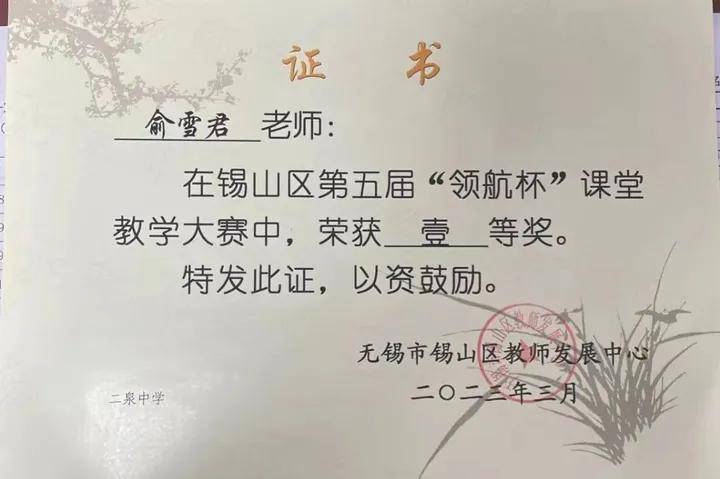 证 书
俞雪君 老师：
在锡山区第五届“领航杯”课堂
教学大赛中，荣获 壹 等奖。
特发此证，以资鼓励。
无锡市锡山区教师发展中心
二〇二三年三月
二泉中学